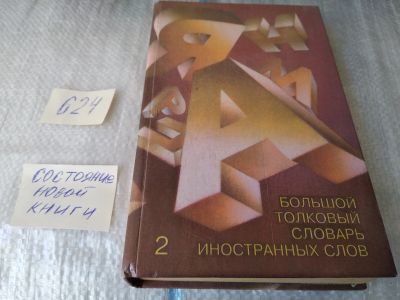 624
СОСТОЯНИЕ
НОВОЙ
КНИГИ
БОЛЬШОЙ
ТОЛКОВЫЙ
СЛОВАРЬ
ИНОСТРАННЫХ СЛОВ
2